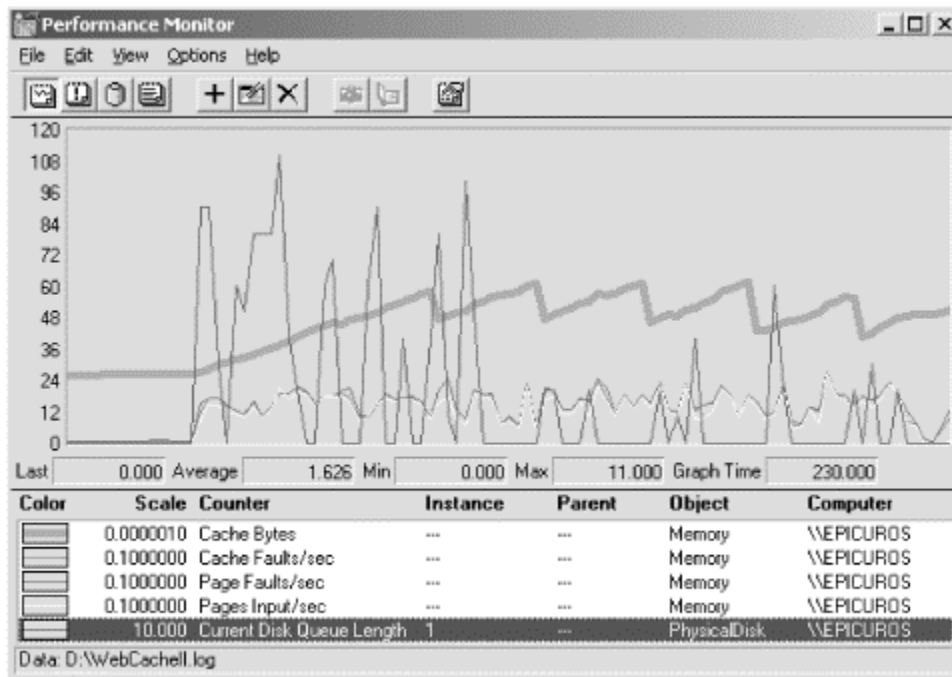 Performance Monitor
File Edit View Options Help
120
108
96
84
72
60
48
36
24
12
0
Last 0.000 Average 1.626 Min 0.000 Max 11.000 Graph Time 230.000
Color Scale Counter Instance Parent Object Computer
0.0000010 Cache Bytes --- --- Memory \\EPICUROS
0.1000000 Cache Faults/sec --- --- Memory \\EPICUROS
0.1000000 Page Faults/sec --- --- Memory \\EPICUROS
0.1000000 Pages Input/sec --- --- Memory \\EPICUROS
10.000 Current Disk Queue Length 1 --- PhysicalDisk \\EPICUROS
Data: D:\WebCacheII.log